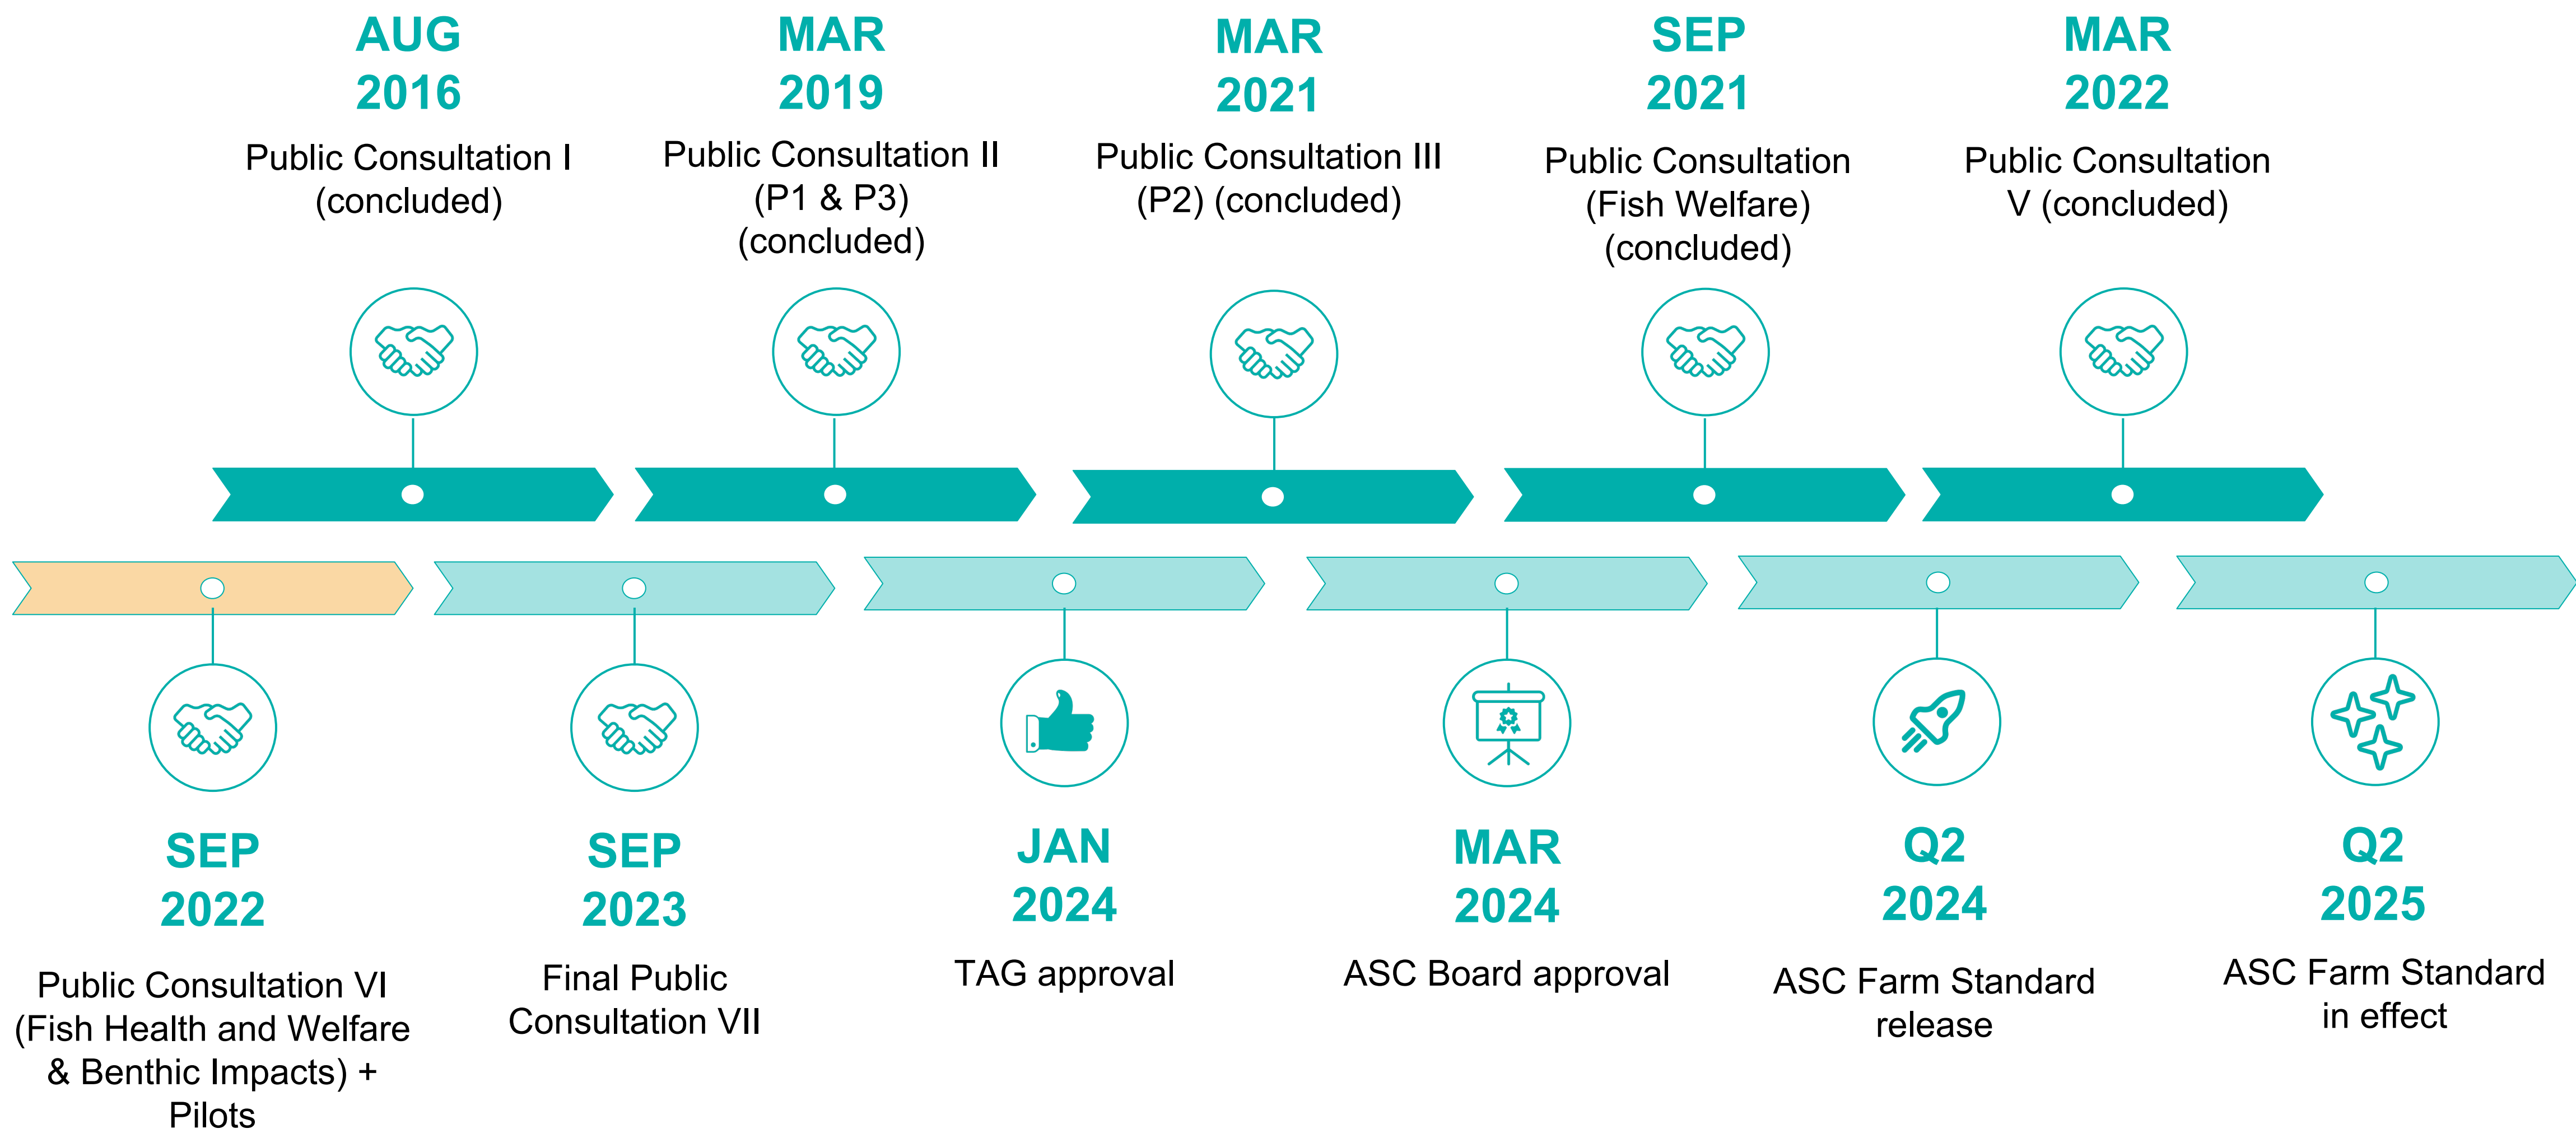 AUG
2016
Public Consultation I
(concluded)
MAR
2019
Public Consultation II
(P1 & P3)
(concluded)
MAR
2021
Public Consultation III
(P2) (concluded)
SEP
2021
Public Consultation
(Fish Welfare)
(concluded)
MAR
2022
Public Consultation
V (concluded)
SEP
2022
Public Consultation VI
(Fish Health and Welfare
& Benthic Impacts) +
Pilots
SEP
2023
Final Public
Consultation VII
JAN
2024
TAG approval
MAR
2024
ASC Board approval
Q2
2024
ASC Farm Standard
release
Q2
2025
ASC Farm Standard
in effect